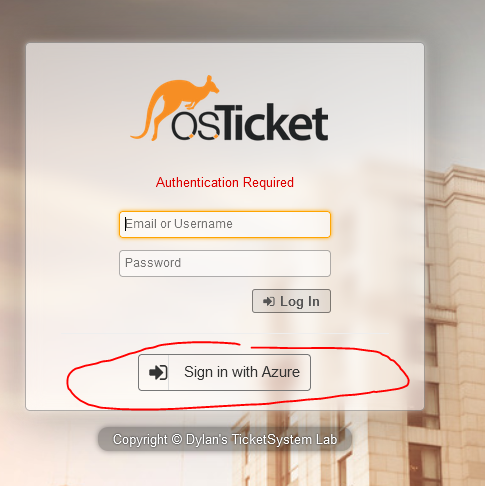 osTicket
Authentication Required
Email or Username
Password
Log In
Sign in with Azure
Copyright © Dylan's TicketSystem Lab